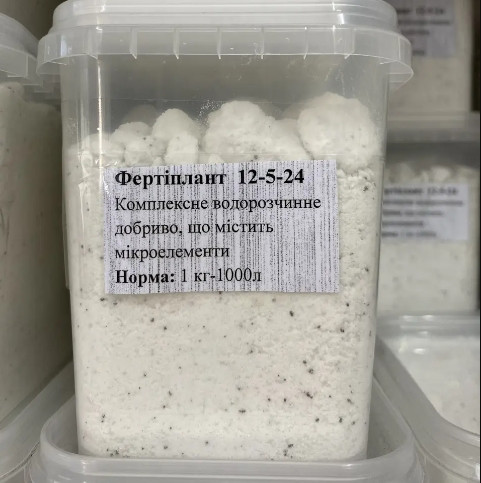 Фертіплант 12-5-24
Комплексне водорозчинне
добриво, що містить
мікроелементи
Норма: 1 кг-1000л